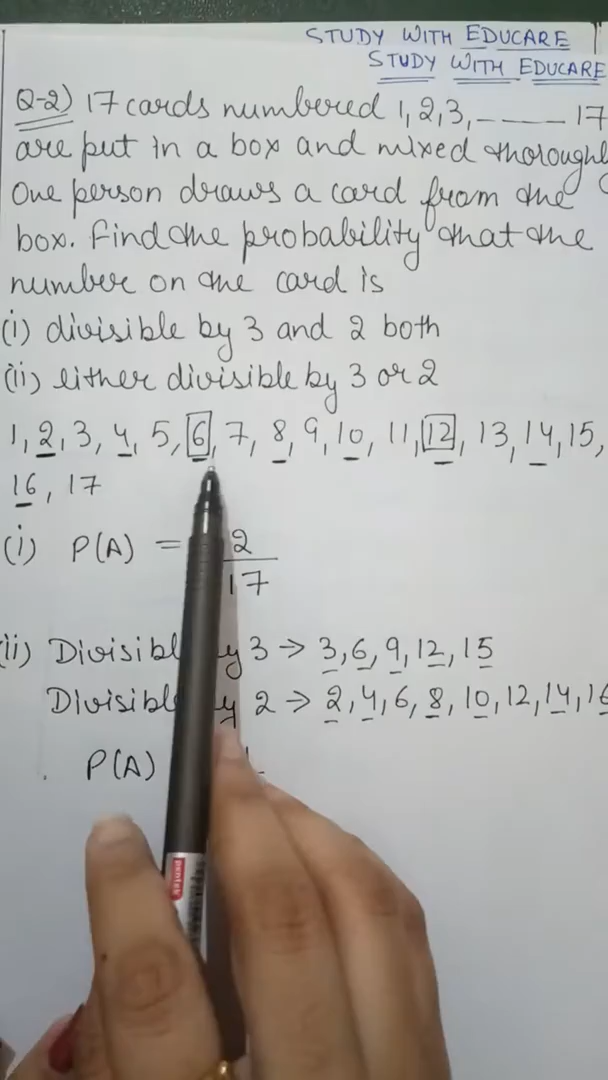 STUDY WITH EDUCARE
STUDY WITH EDUCARE
Q-2) 17 cards numbered 1, 2, 3, - — — 17
are put in a box and mixed thoroughly
One person draws a card from the
box. Find the probability that the
number on the card is
(i) divisible by 3 and 2 both
(ii) either divisible by 3 or 2
1, 2, 3, 4, 5, 6, 7, 8, 9, 10, 11, 12, 13, 14, 15,
16, 17
(i) P(A) = 2
17
ii) Divisibl y 3 → 3, 6, 9, 12, 15
Divisible y 2 → 2, 4, 6, 8, 10, 12, 14, 16
P(A)
pentek